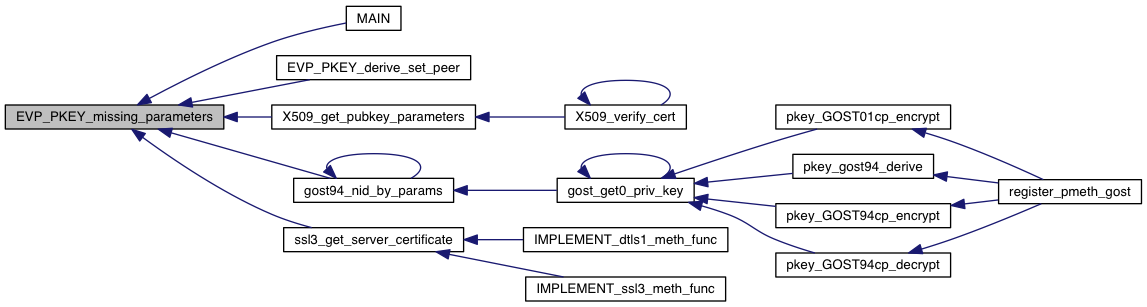 MAIN
EVP_PKEY_derive_set_peer
EVP_PKEY_missing_parameters
X509_get_pubkey_parameters
X509_verify_cert
pkey_GOST01cp_encrypt
pkey_gost94_derive
gost94_nid_by_params
gost_get0_priv_key
register_pmeth_gost
pkey_GOST94cp_encrypt
ssl3_get_server_certificate
IMPLEMENT_dtls1_meth_func
pkey_GOST94cp_decrypt
IMPLEMENT_ssl3_meth_func